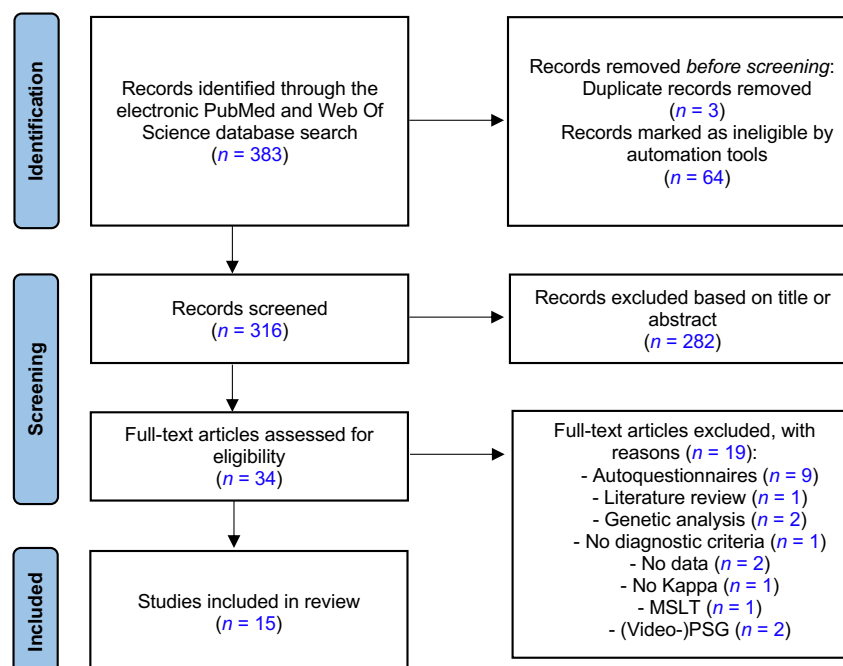 Identification
Records identified through the
electronic PubMed and Web Of
Science database search
(n = 383)
Records removed before screening:
Duplicate records removed
(n = 3)
Records marked as ineligible by
automation tools
(n = 64)
Screening
Records screened
(n = 316)
Records excluded based on title or
abstract
(n = 282)
Full-text articles assessed for
eligibility
(n = 34)
Full-text articles excluded, with
reasons (n = 19):
- Autoquestionnaires (n = 9)
- Literature review (n = 1)
- Genetic analysis (n = 2)
- No diagnostic criteria (n = 1)
- No data (n = 2)
- No Kappa (n = 1)
- MSLT (n = 1)
- (Video-)PSG (n = 2)
Included
Studies included in review
(n = 15)